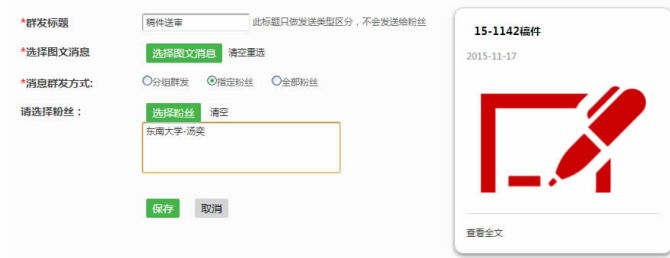 *群发标题 稿件送审 此标题只做发送类型区分，不会发送给粉丝
*选择图文消息 选择图文消息 清空重选
*消息群发方式: 分组群发 指定粉丝 全部粉丝
请选择粉丝： 选择粉丝 清空
东南大学-汤奕
保存 取消
15-1142稿件
2015-11-17
查看全文